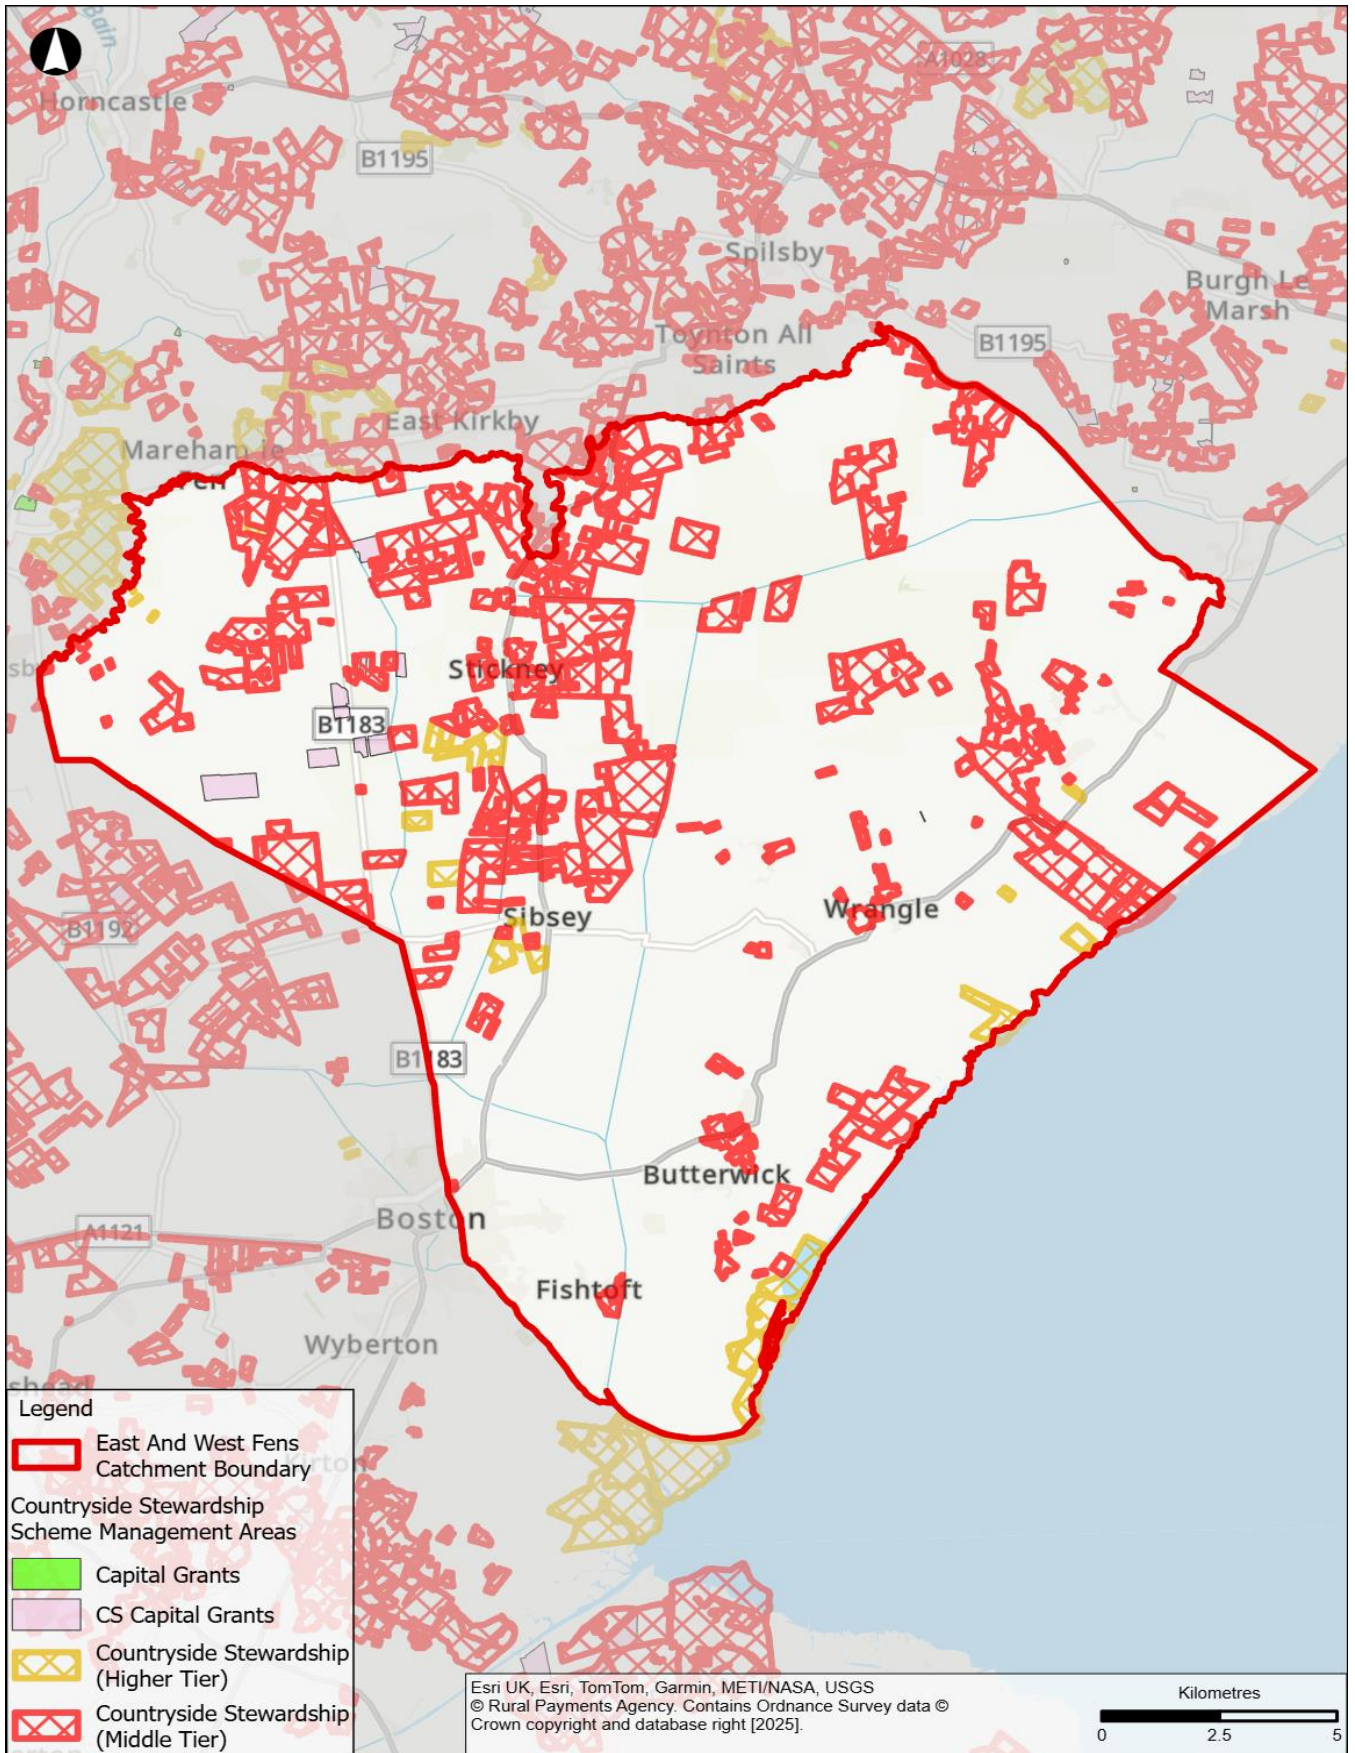 Bain
A1028
Horncastle
B1195
Spilsby
Burgh Le
Marsh
Toynton All
Saints
B1195
East Kirkby
Mareham le
Fen
Stickney
B1183
Wrangle
Sibsey
B1192
B1183
Butterwick
Boston
A1121
Fishtoft
Wyberton
Kirton
Legend
East And West Fens
Catchment Boundary
Countryside Stewardship
Scheme Management Areas
Capital Grants
CS Capital Grants
Countryside Stewardship
(Higher Tier)
Countryside Stewardship
(Middle Tier)
Esri UK, Esri, TomTom, Garmin, METI/NASA, USGS
© Rural Payments Agency. Contains Ordnance Survey data ©
Crown copyright and database right [2025].
Kilometres
0 2.5 5